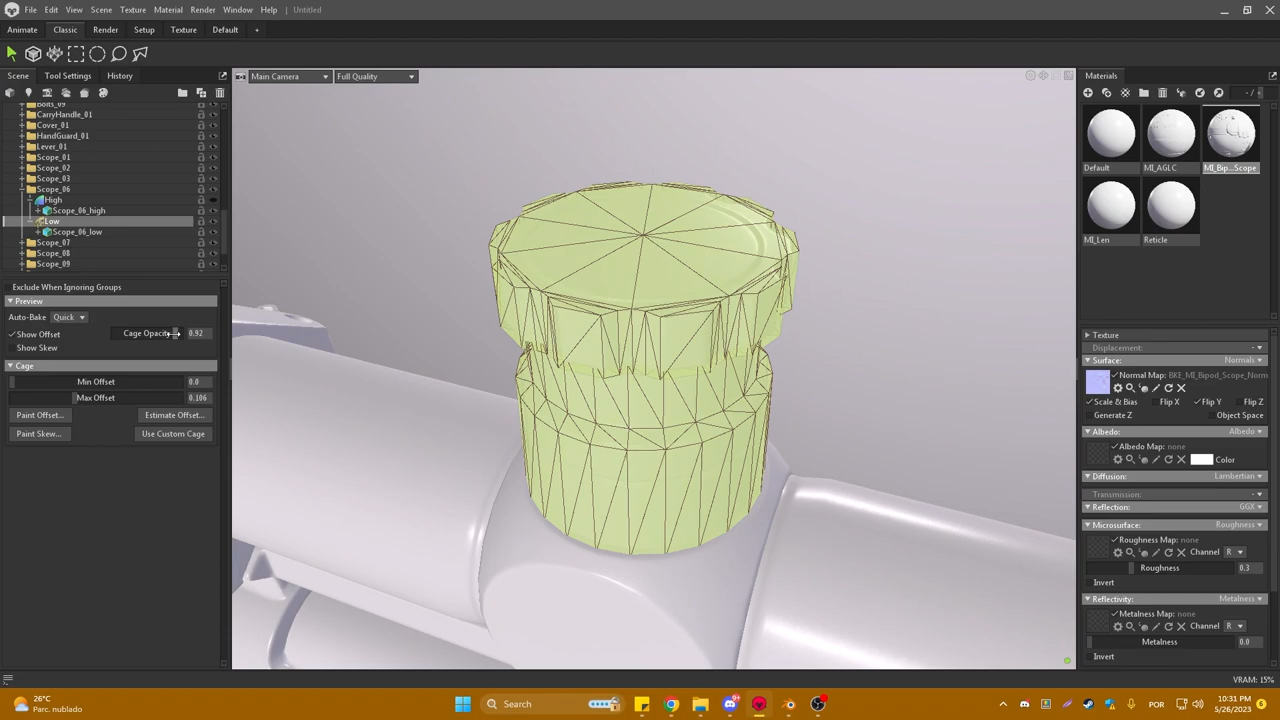 File Edit View Scene Texture Material Render Window Help Untitled
Animate Classic Render Setup Texture Default +
Scene Tool Settings History
Main Camera Full Quality
Materials
Bolts_09
CarryHandle_01
Cover_01
HandGuard_01
Lever_01
Scope_01
Scope_02
Scope_03
Scope_06
High
Scope_06_high
Low
Scope_06_low
Scope_07
Scope_08
Scope_09
Exclude When Ignoring Groups
Preview
Auto-Bake Quick
Show Offset Cage Opacity 0.92
Show Skew
Cage
Min Offset 0.0
Max Offset 0.106
Paint Offset... Estimate Offset...
Paint Skew... Use Custom Cage
- / -
Default MI_AGLC MI_Bip...Scope
MI_Len Reticle
Texture
Displacement:
Surface: Normals
Normal Map: BKE_MI_Bipod_Scope_Norm
Scale & Bias Flip X Flip Y Flip Z
Generate Z Object Space
Albedo: Albedo
Albedo Map: none
Color
Diffusion: Lambertian
Transmission:
Reflection: GGX
Microsurface: Roughness
Roughness Map: none
Channel R
Roughness 0.3
Invert
Reflectivity: Metalness
Metalness Map: none
Channel R
Metalness 0.0
Invert
VRAM: 15%
26°C
Parc. nublado
Search
POR
10:31 PM
5/26/2023